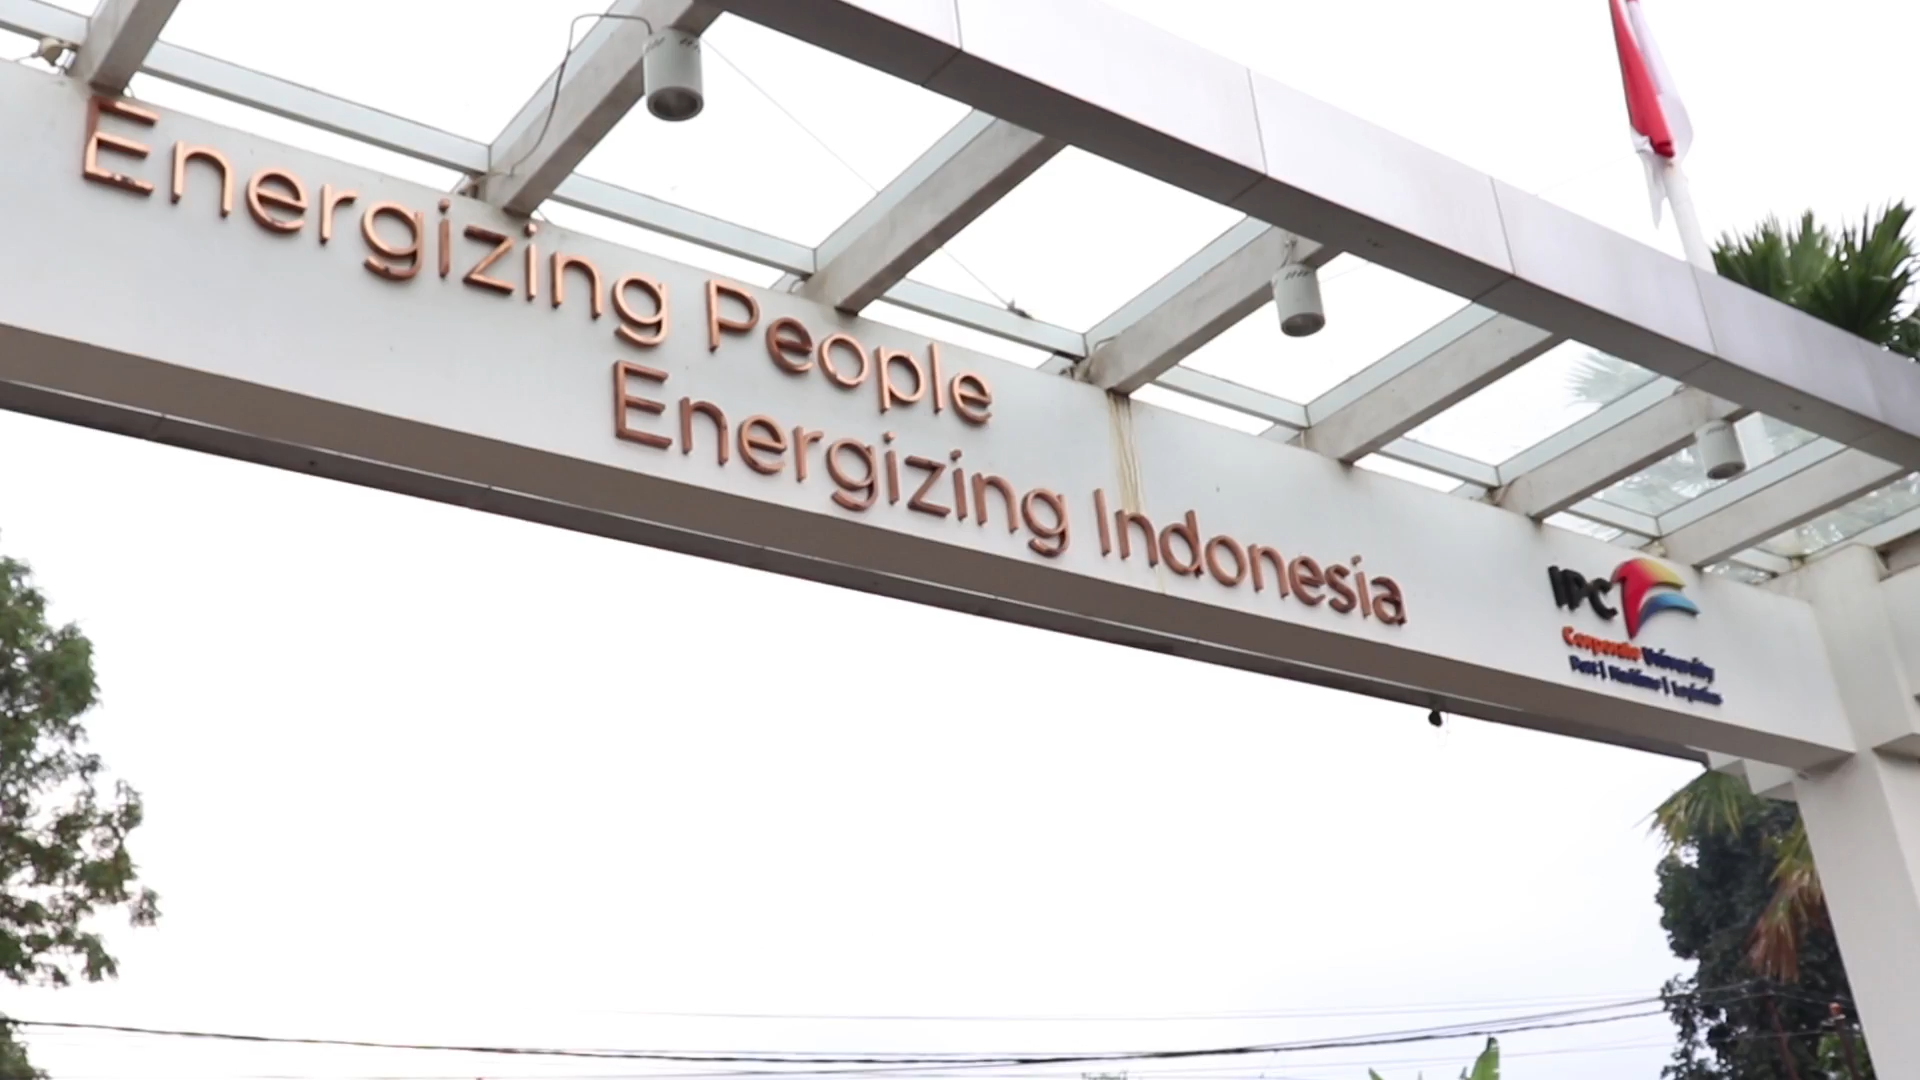 Energizing People
Energizing Indonesia
IPC
Corporate University
Port | Maritime | Logistics